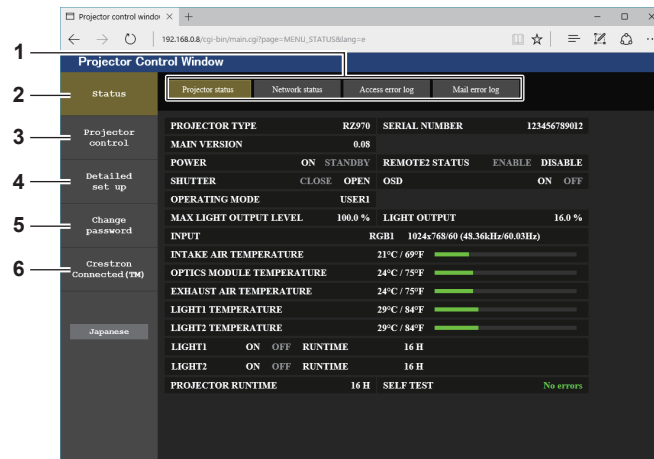 Projector control windo
192.168.0.8/cgi-bin/main.cgi?page=MENU_STATUS&lang=e
1
Projector Control Window
2
Status
Projector status
Network status
Access error log
Mail error log
3
Projector control
4
Detailed set up
5
Change password
6
Crestron Connected(TM)
Japanese
PROJECTOR TYPE RZ970 SERIAL NUMBER 123456789012
MAIN VERSION 0.08
POWER ON STANDBY REMOTE2 STATUS ENABLE DISABLE
SHUTTER CLOSE OPEN OSD ON OFF
OPERATING MODE USER1
MAX LIGHT OUTPUT LEVEL 100.0 % LIGHT OUTPUT 16.0 %
INPUT RGB1 1024x768/60 (48.36kHz/60.03Hz)
INTAKE AIR TEMPERATURE 21°C / 69°F
OPTICS MODULE TEMPERATURE 24°C / 75°F
EXHAUST AIR TEMPERATURE 24°C / 75°F
LIGHT1 TEMPERATURE 29°C / 84°F
LIGHT2 TEMPERATURE 29°C / 84°F
LIGHT1 ON OFF RUNTIME 16 H
LIGHT2 ON OFF RUNTIME 16 H
PROJECTOR RUNTIME 16 H SELF TEST No errors